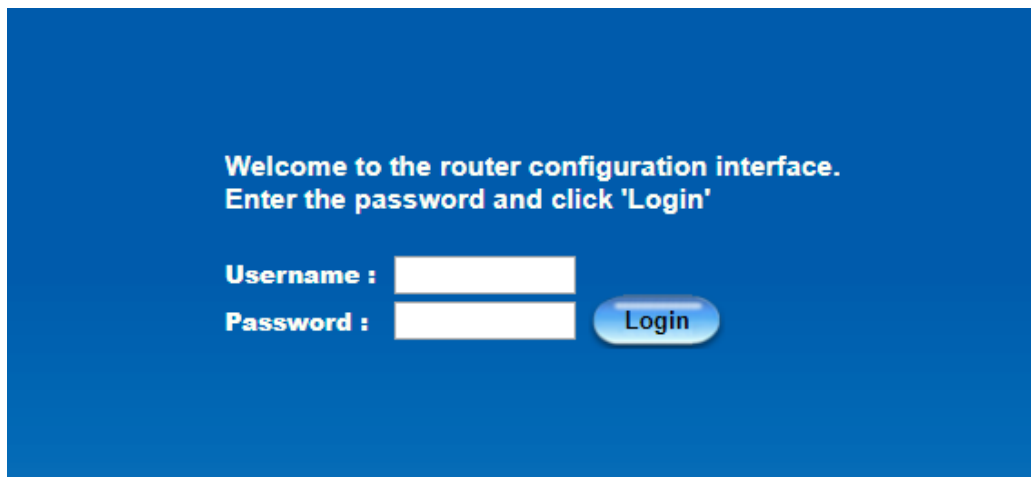 Welcome to the router configuration interface.
Enter the password and click 'Login'
Username :
Password :
Login